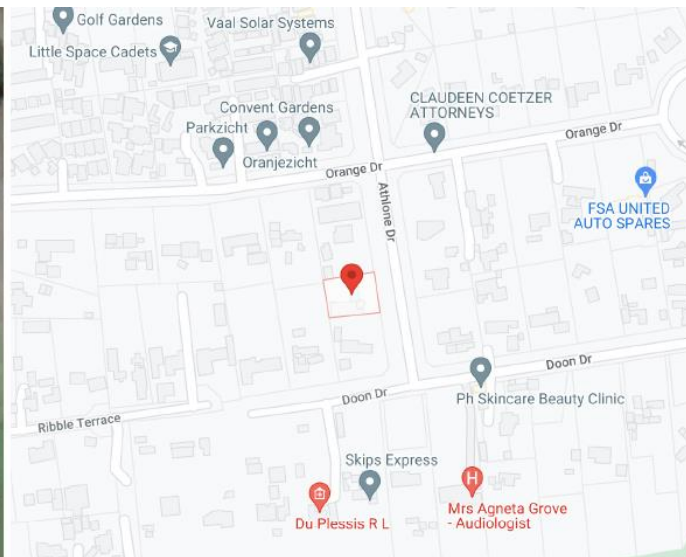 Golf Gardens
Vaal Solar Systems
Little Space Cadets
Convent Gardens
CLAUDEEN COETZER
ATTORNEYS
Parkzicht
Oranjezicht
Orange Dr
Orange Dr
Athlone Dr
FSA UNITED
AUTO SPARES
Doon Dr
Doon Dr
Ph Skincare Beauty Clinic
Ribble Terrace
Skips Express
H
Du Plessis R L
Mrs Agneta Grove
- Audiologist